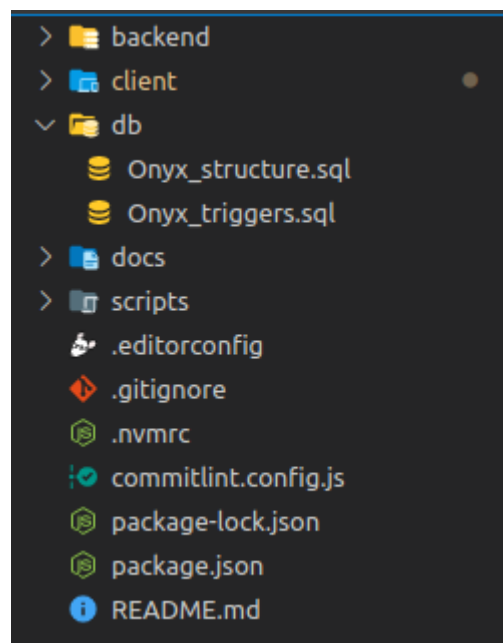 backend
client
db
Onyx_structure.sql
Onyx_triggers.sql
docs
scripts
.editorconfig
.gitignore
.nvmrc
commitlint.config.js
package-lock.json
package.json
README.md